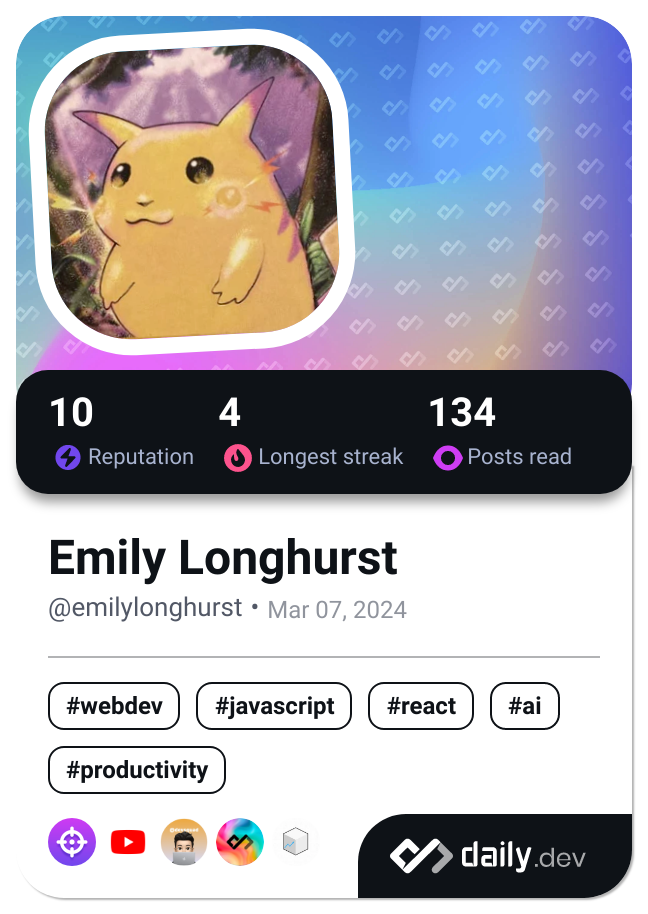 10 4 134
Reputation Longest streak Posts read
Emily Longhurst
@emilylonghurst • Mar 07, 2024
#webdev #javascript #react #ai
#productivity
daily.dev